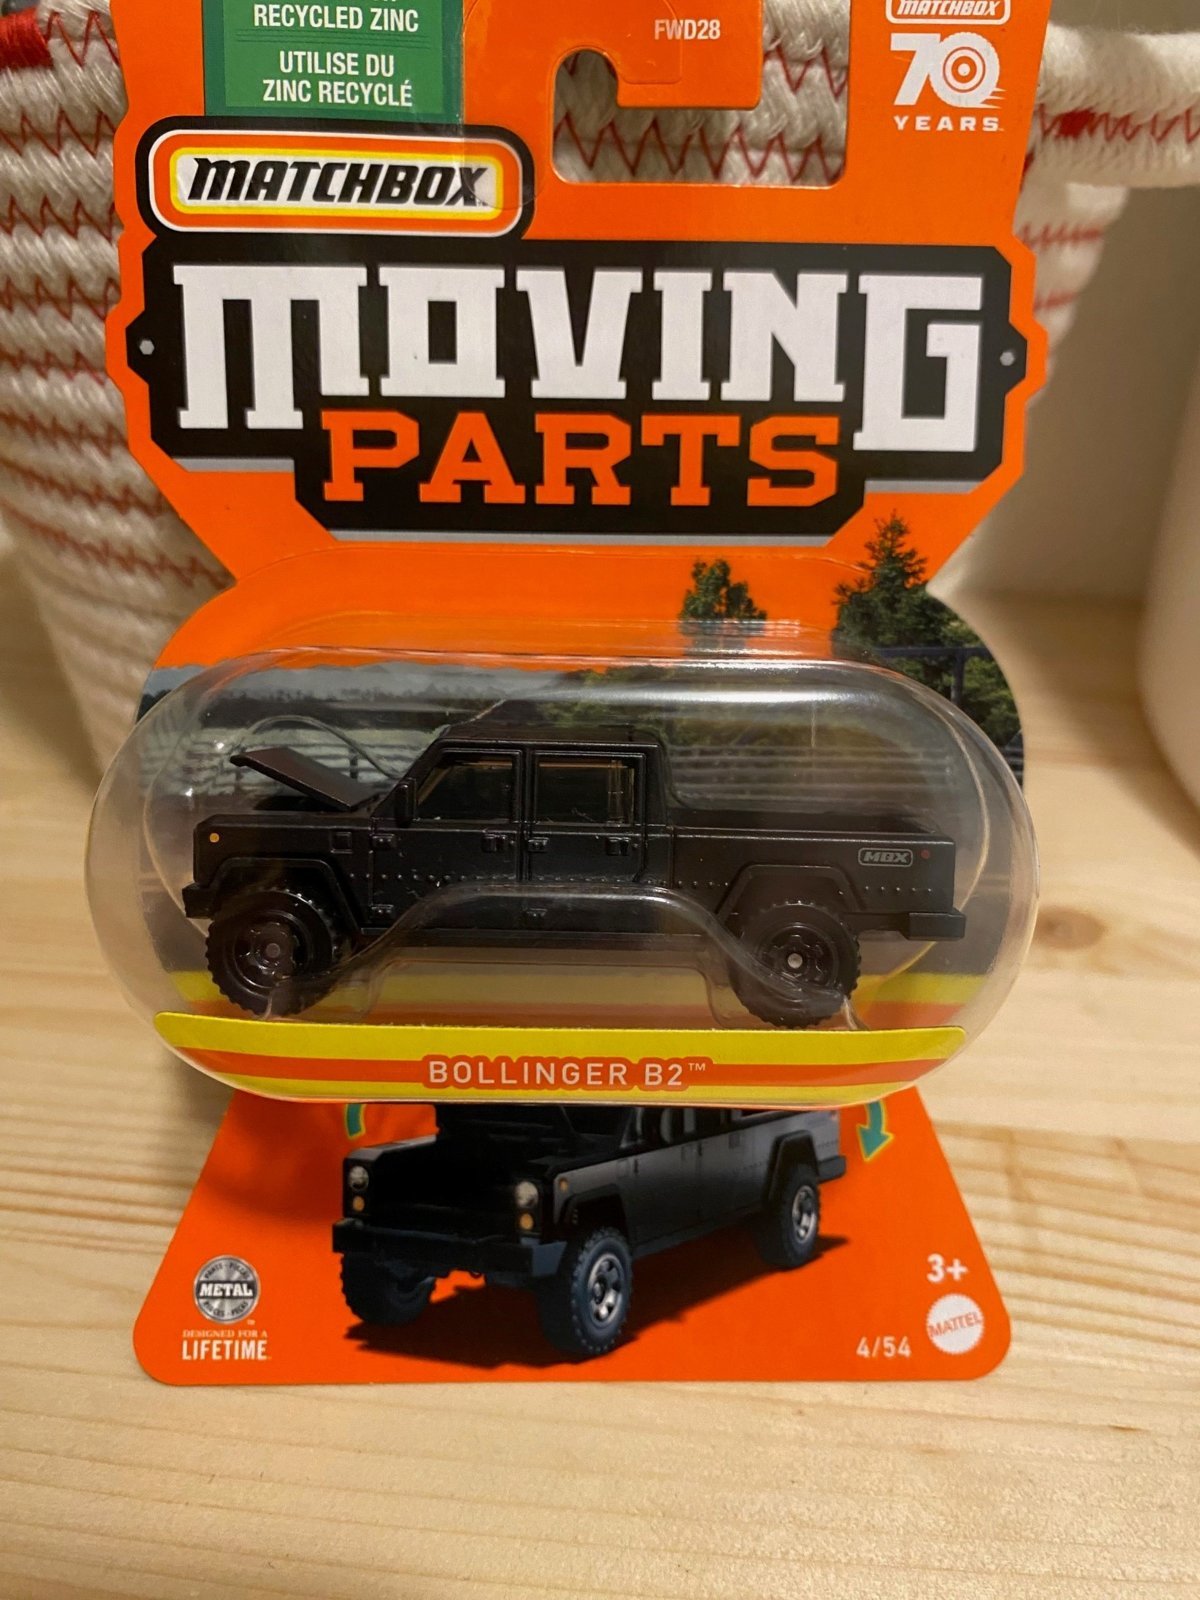 RECYCLED ZINC
UTILISE DU
ZINC RECYCLÉ
FWD28
MATCHBOX
70
YEARS
MATCHBOX
MOVING
PARTS
MBX
BOLLINGER B2™
METAL
DESIGNED FOR A
LIFETIME
3+
4/54
MATTEL